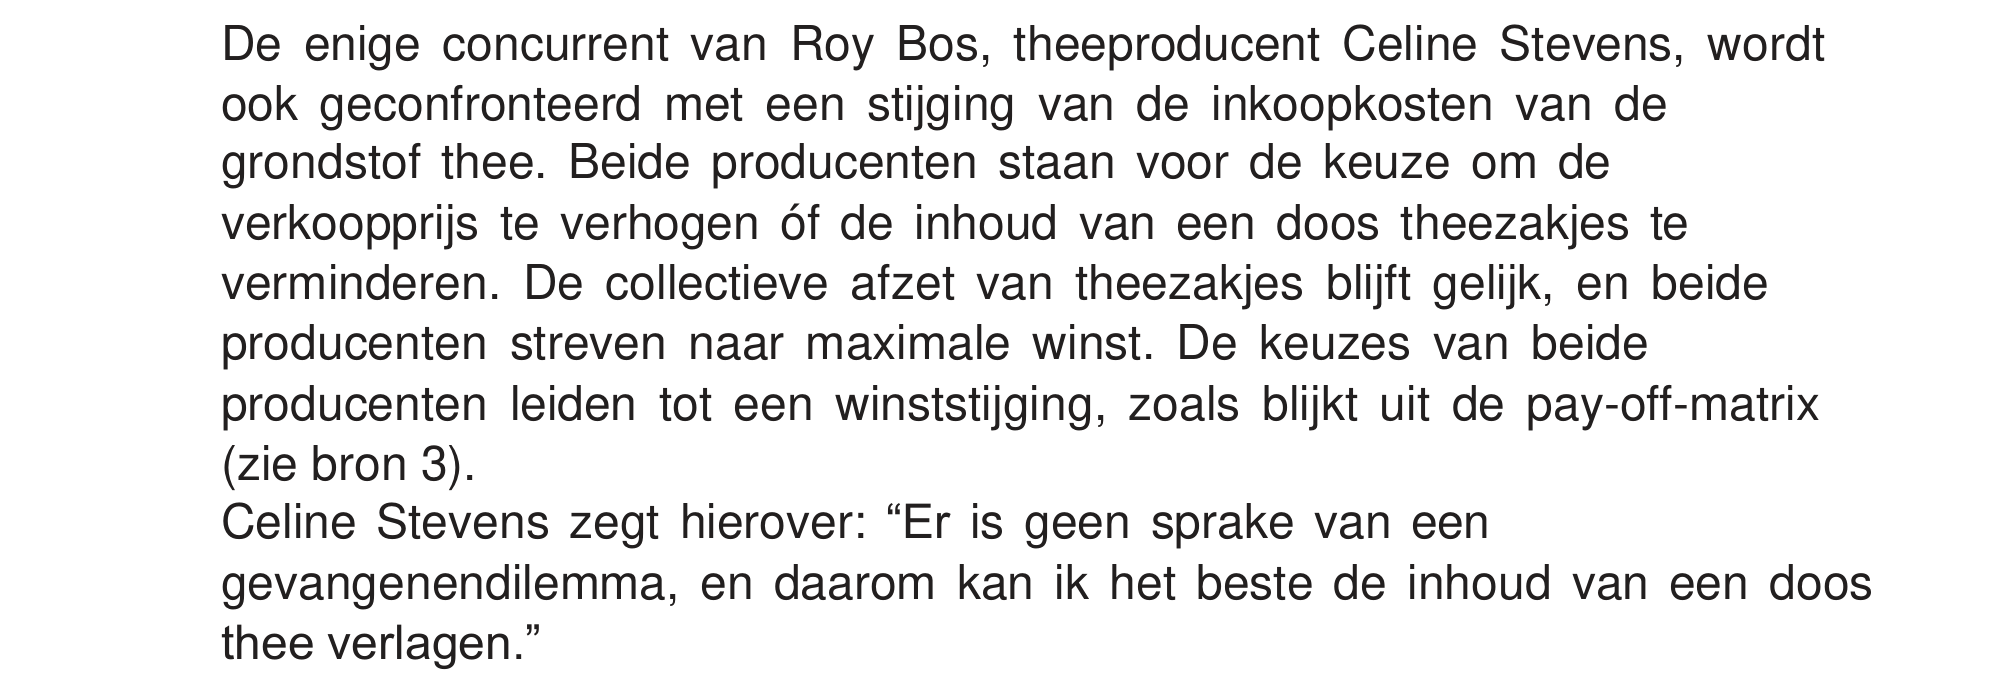 De enige concurrent van Roy Bos, theeproducent Celine Stevens, wordt
ook geconfronteerd met een stijging van de inkoopkosten van de
grondstof thee. Beide producenten staan voor de keuze om de
verkoopprijs te verhogen óf de inhoud van een doos theezakjes te
verminderen. De collectieve afzet van theezakjes blijft gelijk, en beide
producenten streven naar maximale winst. De keuzes van beide
producenten leiden tot een winststijging, zoals blijkt uit de pay-off-matrix
(zie bron 3).
Celine Stevens zegt hierover: “Er is geen sprake van een
gevangenendilemma, en daarom kan ik het beste de inhoud van een doos
thee verlagen.”